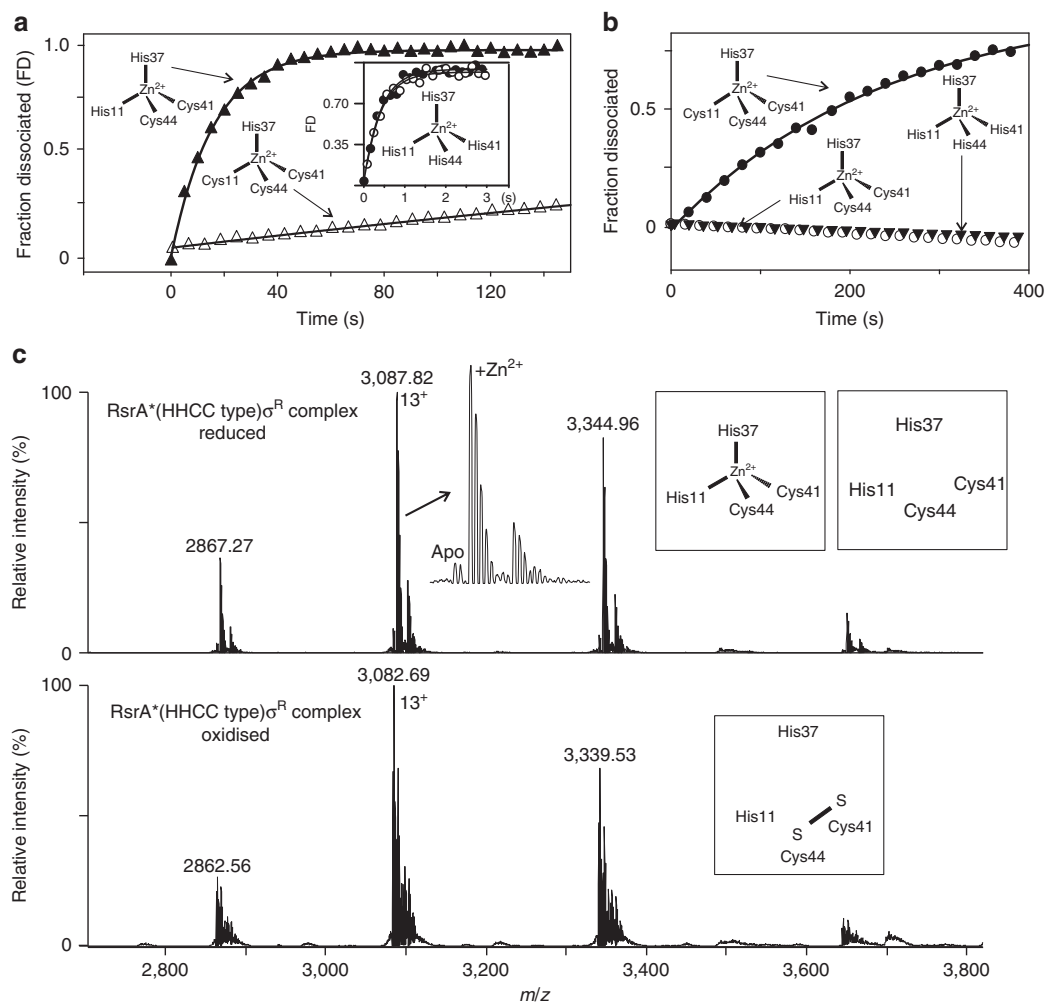 a
Fraction dissociated (FD)
1.0
0.5
0
His37
Zn²⁺
His11
Cys41
Cys44
His37
Zn²⁺
Cys11
Cys41
Cys44
FD
0.70
0.35
His37
Zn²⁺
His11
His41
His44
0 1 2 3 (s)
0 40 80 120
Time (s)
b
Fraction dissociated
0.5
0
His37
Zn²⁺
Cys11
Cys41
Cys44
His37
Zn²⁺
His11
Cys41
Cys44
His37
Zn²⁺
His11
His41
His44
0 200 400
Time (s)
c
Relative intensity (%)
100
0
RsrA*(HHCC type)σᴿ complex
reduced
2867.27
3,087.82
13⁺
+Zn²⁺
Apo
3,344.96
His37
Zn²⁺
His11
Cys41
Cys44
His37
His11
Cys41
Cys44
Relative intensity (%)
100
0
RsrA*(HHCC type)σᴿ complex
oxidised
2862.56
3,082.69
13⁺
3,339.53
His37
His11
S
S
Cys41
Cys44
2,800 3,000 3,200 3,400 3,600 3,800
m/z